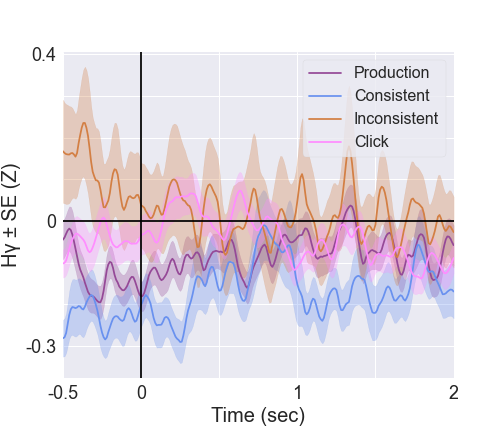 0.4
Production
Consistent
Inconsistent
Click
Hγ ± SE (Z)
0
-0.3
-0.5
0
1
2
Time (sec)